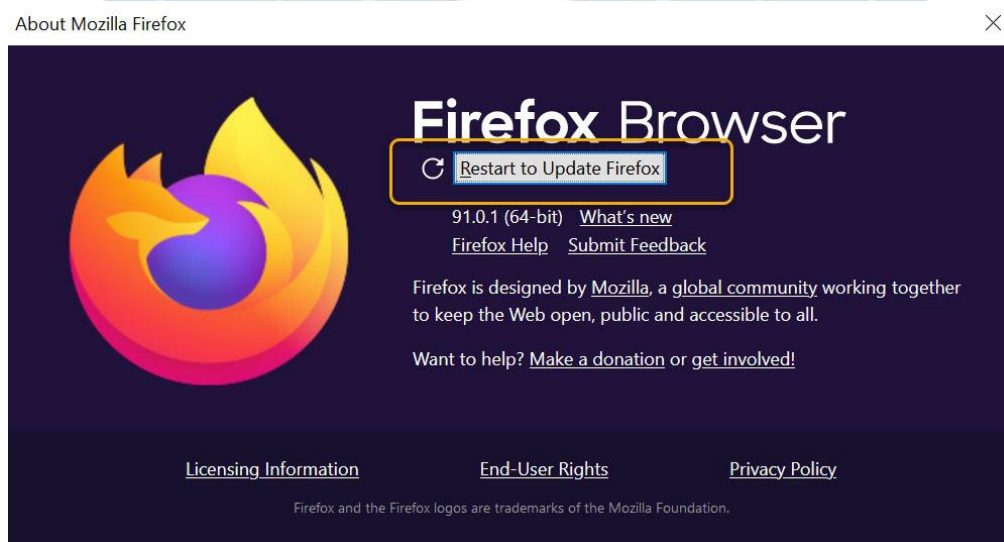 About Mozilla Firefox
Firefox Browser
Restart to Update Firefox
91.0.1 (64-bit) What's new
Firefox Help Submit Feedback
Firefox is designed by Mozilla, a global community working together
to keep the Web open, public and accessible to all.
Want to help? Make a donation or get involved!
Licensing Information End-User Rights Privacy Policy
Firefox and the Firefox logos are trademarks of the Mozilla Foundation.